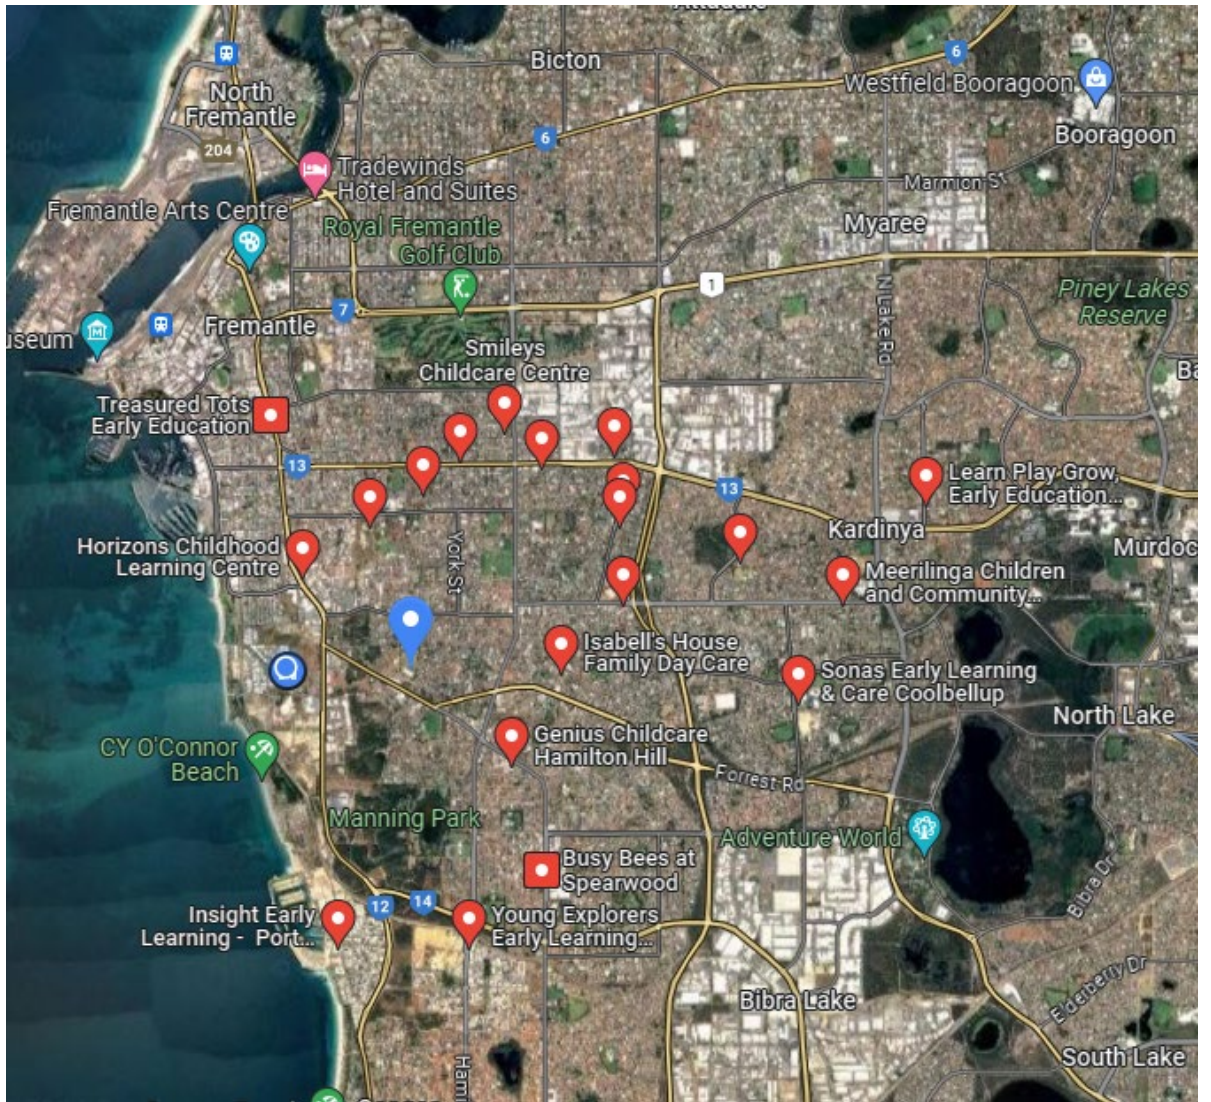 Bicton
6
Westfield Booragoon
North
Fremantle
Booragoon
6
204
Tradewinds
Hotel and Suites
Marmion St
Fremantle Arts Centre
Royal Fremantle
Golf Club
Myaree
1
Piney Lakes
Reserve
7
Fremantle
N Lake Rd
useum
Smileys
Childcare Centre
Ba
Treasured Tots
Early Education
13
13
Learn Play Grow,
Early Education...
Kardinya
Horizons Childhood
Learning Centre
York St
Murdoc
Meerilinga Children
and Community...
Isabell's House
Family Day Care
Sonas Early Learning
& Care Coolbellup
North Lake
CY O'Connor
Beach
Genius Childcare
Hamilton Hill
Forrest Rd
Manning Park
Adventure World
Busy Bees at
Spearwood
Bibra Dr
12
14
Insight Early
Learning - Port...
Young Explorers
Early Learning...
Bibra Lake
Elderberry Dr
South Lake
Hami